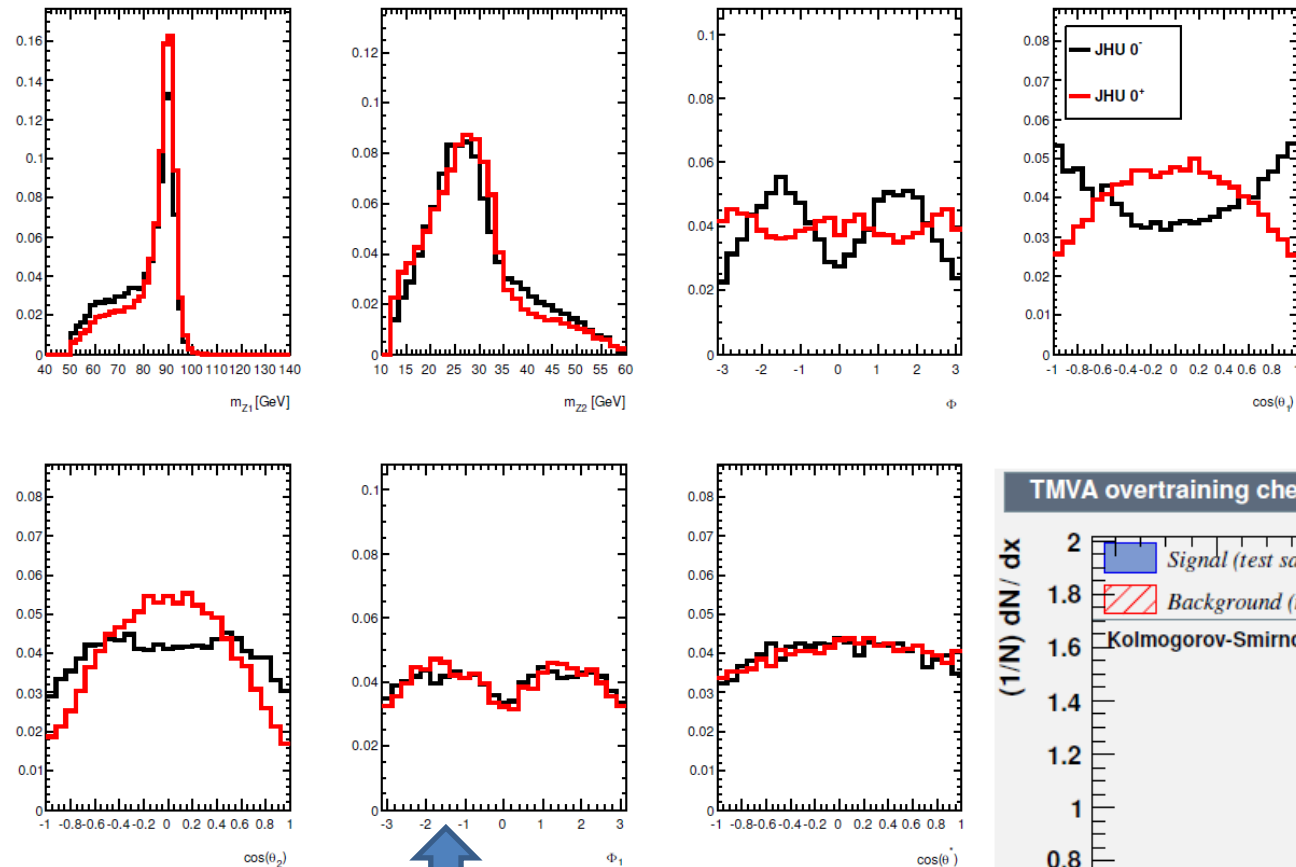 0.16
0.14
0.12
0.1
0.08
0.06
0.04
0.02
0
40 50 60 70 80 90 100 110 120 130 140
m_Z1 [GeV]
0.12
0.1
0.08
0.06
0.04
0.02
0
10 15 20 25 30 35 40 45 50 55 60
m_Z2 [GeV]
0.1
0.08
0.06
0.04
0.02
0
-3 -2 -1 0 1 2 3
Φ
0.08
0.07
0.06
0.05
0.04
0.03
0.02
0.01
0
JHU 0⁻
JHU 0⁺
-1 -0.8 -0.6 -0.4 -0.2 0 0.2 0.4 0.6 0.8 1
cos(θ₁)
0.08
0.07
0.06
0.05
0.04
0.03
0.02
0.01
0
-1 -0.8 -0.6 -0.4 -0.2 0 0.2 0.4 0.6 0.8 1
cos(θ₂)
0.1
0.08
0.06
0.04
0.02
0
-3 -2 -1 0 1 2 3
Φ₁
0.08
0.07
0.06
0.05
0.04
0.03
0.02
0.01
0
-1 -0.8 -0.6 -0.4 -0.2 0 0.2 0.4 0.6 0.8 1
cos(θ*)
TMVA overtraining che
(1/N) dN / dx
2
1.8
1.6
1.4
1.2
1
0.8
Signal (test sa
Background (
Kolmogorov-Smirno